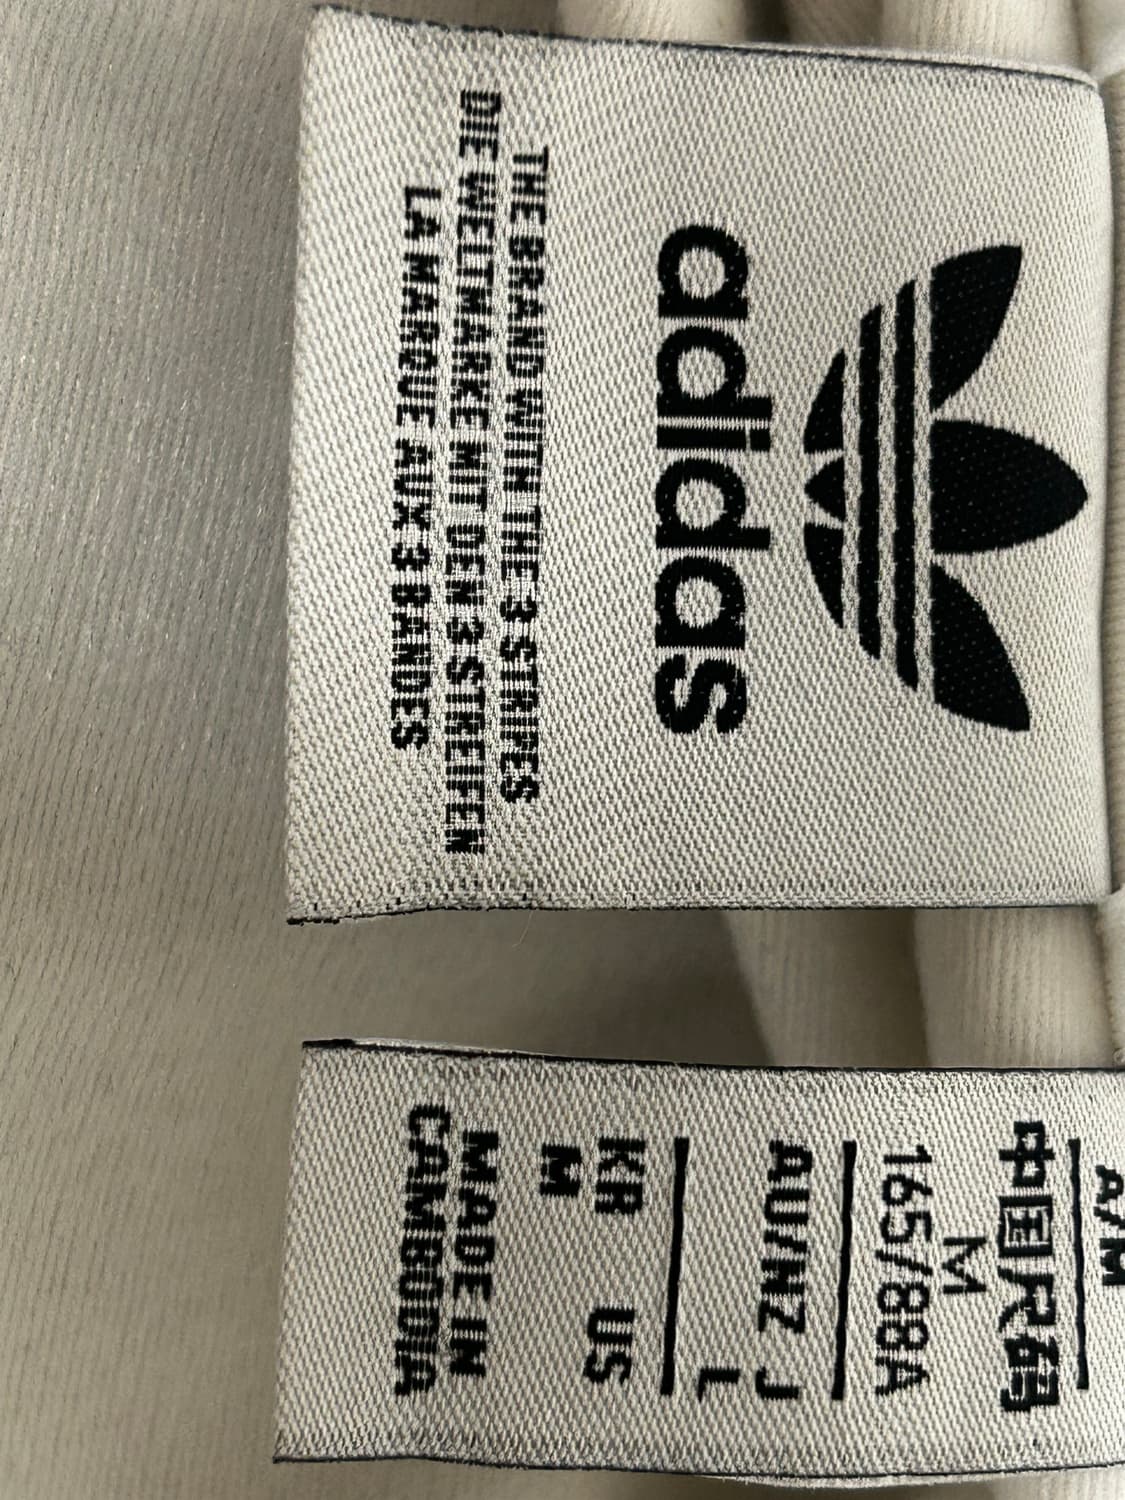 adidas
THE BRAND WITH THE 3 STRIPES
DIE WELTMARKE MIT DEN 3 STREIFEN
LA MARQUE AUX 3 BANDES
A/M
中国尺码
M
165/88A
AU/NZ J
L
KR US
M
MADE IN
CAMBODIA